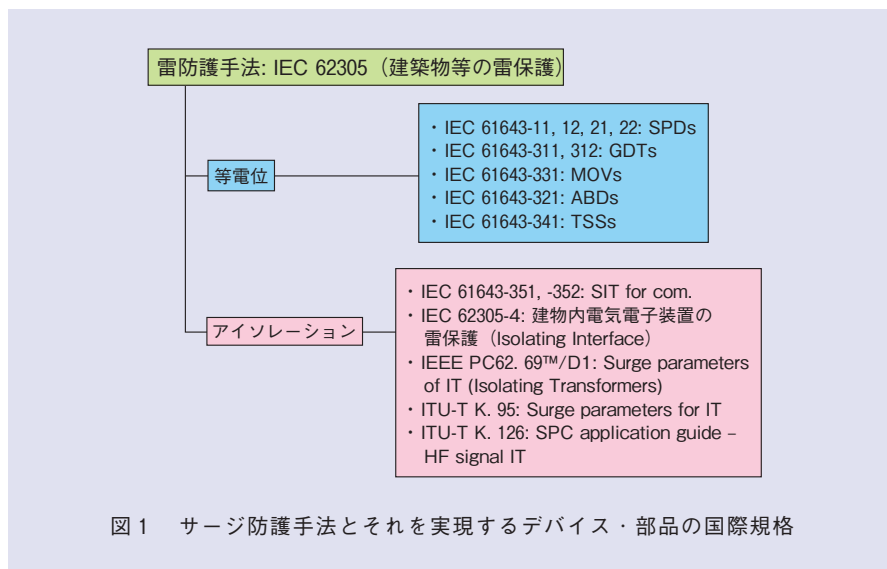 雷防護手法: IEC 62305（建築物等の雷保護）
等電位
・IEC 61643-11, 12, 21, 22: SPDs
・IEC 61643-311, 312: GDTs
・IEC 61643-331: MOVs
・IEC 61643-321: ABDs
・IEC 61643-341: TSSs
アイソレーション
・IEC 61643-351, -352: SIT for com.
・IEC 62305-4: 建物内電気電子装置の
雷保護（Isolating Interface）
・IEEE PC62. 69™/D1: Surge parameters
of IT (Isolating Transformers)
・ITU-T K. 95: Surge parameters for IT
・ITU-T K. 126: SPC application guide –
HF signal IT
図1 サージ防護手法とそれを実現するデバイス・部品の国際規格